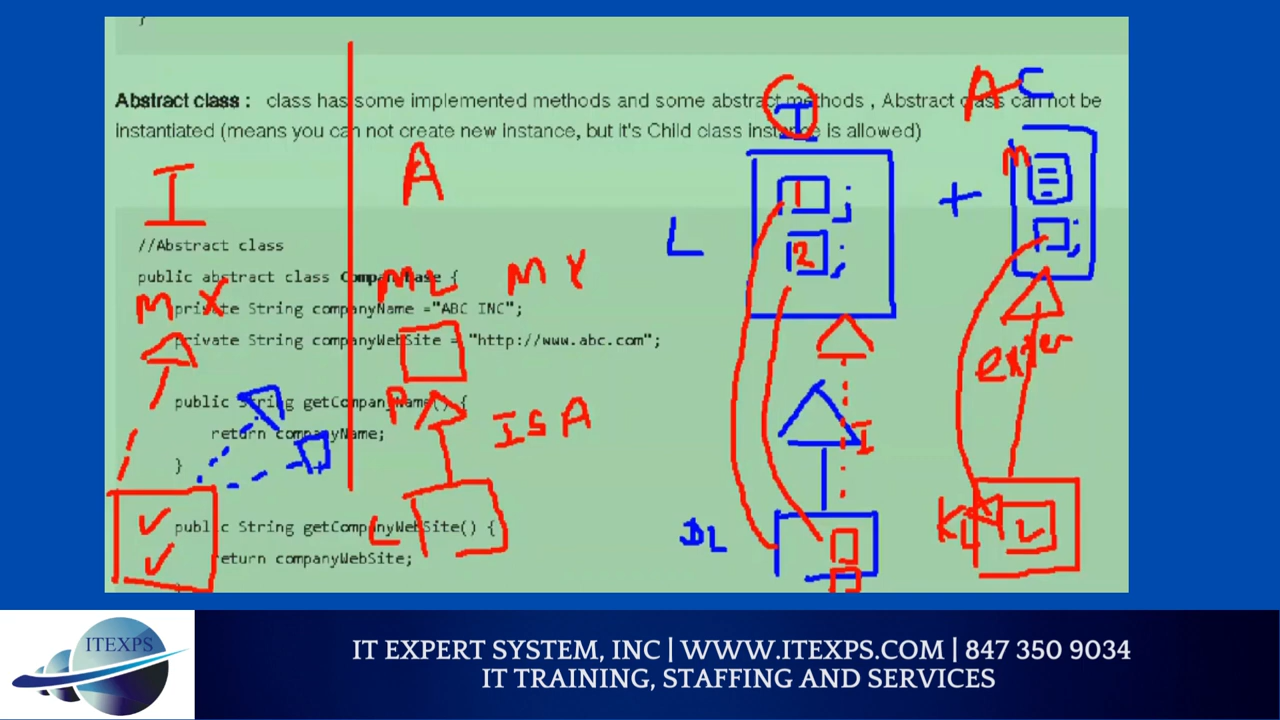 }
Abstract class : class has some implemented methods and some abstract methods , Abstract class can not be
instantiated (means you can not create new instance, but it's Child class instance is allowed)
I
A
I
A C
M
1 ;
2 ;
L
+
;
//Abstract class
public abstract class CompanyBase {
M X
M
M X
private String companyName ="ABC INC";
private String companyWebSite = "http://www.abc.com";
public String getCompanyName() {
return companyName;
}
P
IS A
I
public String getCompanyWebSite() {
return companyWebSite;
}
ITEXPS
IT EXPERT SYSTEM, INC | WWW.ITEXPS.COM | 847 350 9034
IT TRAINING, STAFFING AND SERVICES